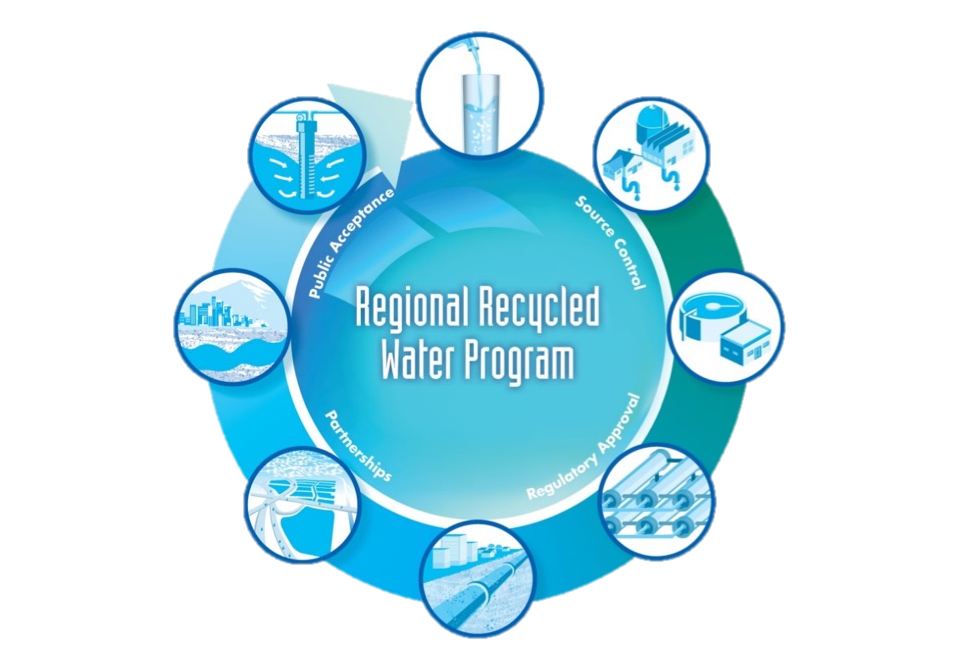 Public Acceptance
Source Control
Regional Recycled
Water Program
Partnerships
Regulatory Approval